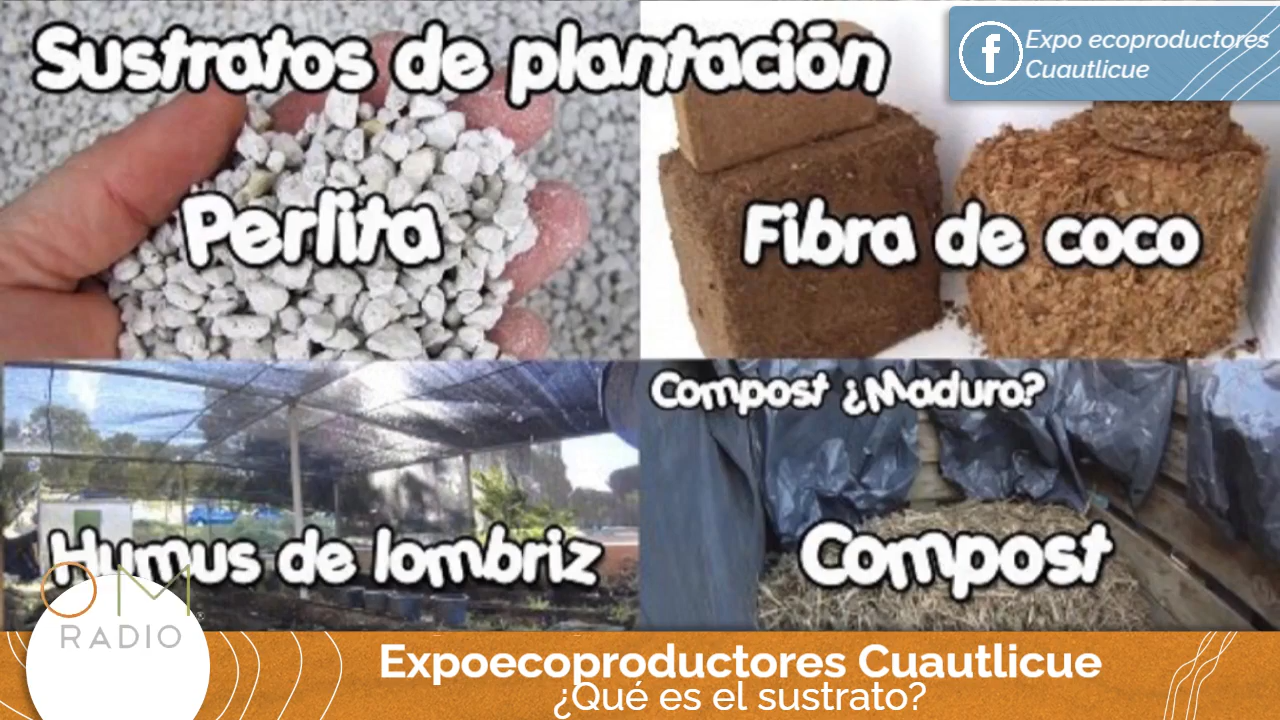 Sustratos de plantación
f Expo ecoproductores
Cuautlicue
Perlita
Fibra de coco
Compost ¿Maduro?
Humus de lombriz
Compost
OM
RADIO
Expoecoproductores Cuautlicue
¿Qué es el sustrato?